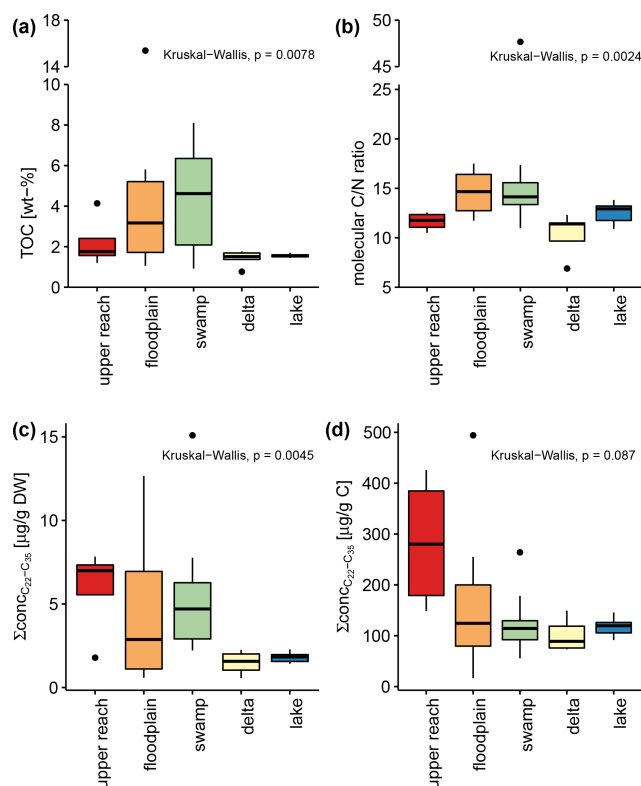 (a)
Kruskal−Wallis, p = 0.0078
TOC [wt−%]
18
14
10
8
6
4
2
0
upper reach
floodplain
swamp
delta
lake
(b)
Kruskal−Wallis, p = 0.0024
molecular C/N ratio
50
45
25
20
15
10
5
upper reach
floodplain
swamp
delta
lake
(c)
Kruskal−Wallis, p = 0.0045
Σconc C22−C35 [µg/g DW]
15
10
5
0
upper reach
floodplain
swamp
delta
lake
(d)
Kruskal−Wallis, p = 0.087
Σconc C22−C35 [µg/g C]
500
400
300
200
100
0
upper reach
floodplain
swamp
delta
lake